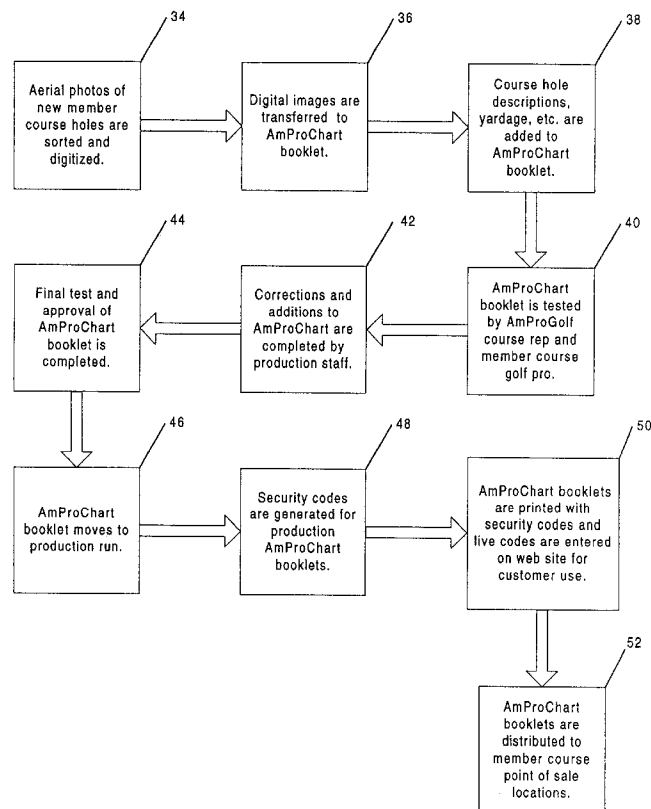 34
Aerial photos of
new member
course holes are
sorted and
digitized.
36
Digital images are
transferred to
AmProChart
booklet.
38
Course hole
descriptions,
yardage, etc. are
added to
AmProChart
booklet.
40
AmProChart
booklet is tested
by AmProGolf
course rep and
member course
golf pro.
42
Corrections and
additions to
AmProChart are
completed by
production staff.
44
Final test and
approval of
AmProChart
booklet is
completed.
46
AmProChart
booklet moves to
production run.
48
Security codes
are generated for
production
AmProChart
booklets.
50
AmProChart booklets
are printed with
security codes and
live codes are entered
on web site for
customer use.
52
AmProChart
booklets are
distributed to
member course
point of sale
locations.